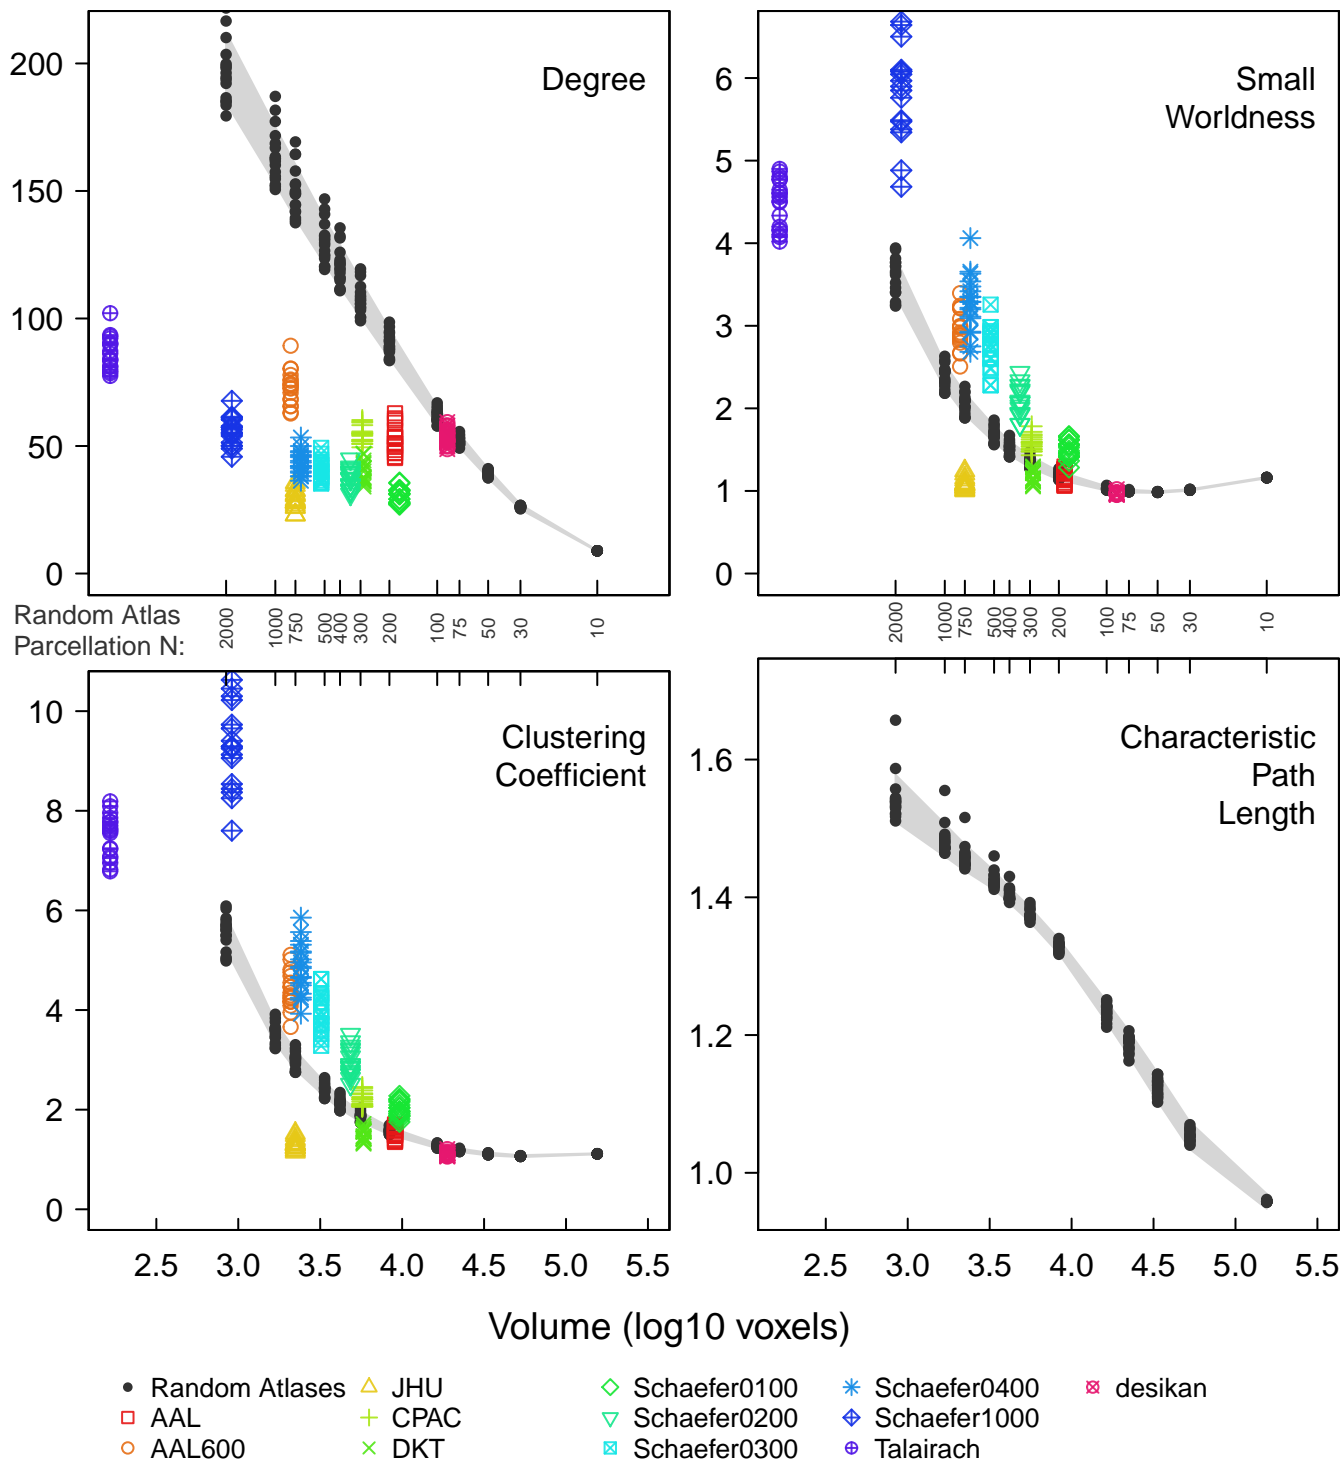 Degree
200
150
100
50
0
Small
Worldness
6
5
4
3
2
1
0
Random Atlas
Parcellation N:
2000 1000 750 500 400 300 200 100 75 50 30 10
2000 1000 750 500 400 300 200 100 75 50 30 10
Clustering
Coefficient
10
8
6
4
2
0
Characteristic
Path
Length
1.6
1.4
1.2
1.0
2.5 3.0 3.5 4.0 4.5 5.0 5.5
2.5 3.0 3.5 4.0 4.5 5.0 5.5
Volume (log10 voxels)
Random Atlases JHU Schaefer0100 Schaefer0400 desikan
AAL CPAC Schaefer0200 Schaefer1000
AAL600 DKT Schaefer0300 Talairach